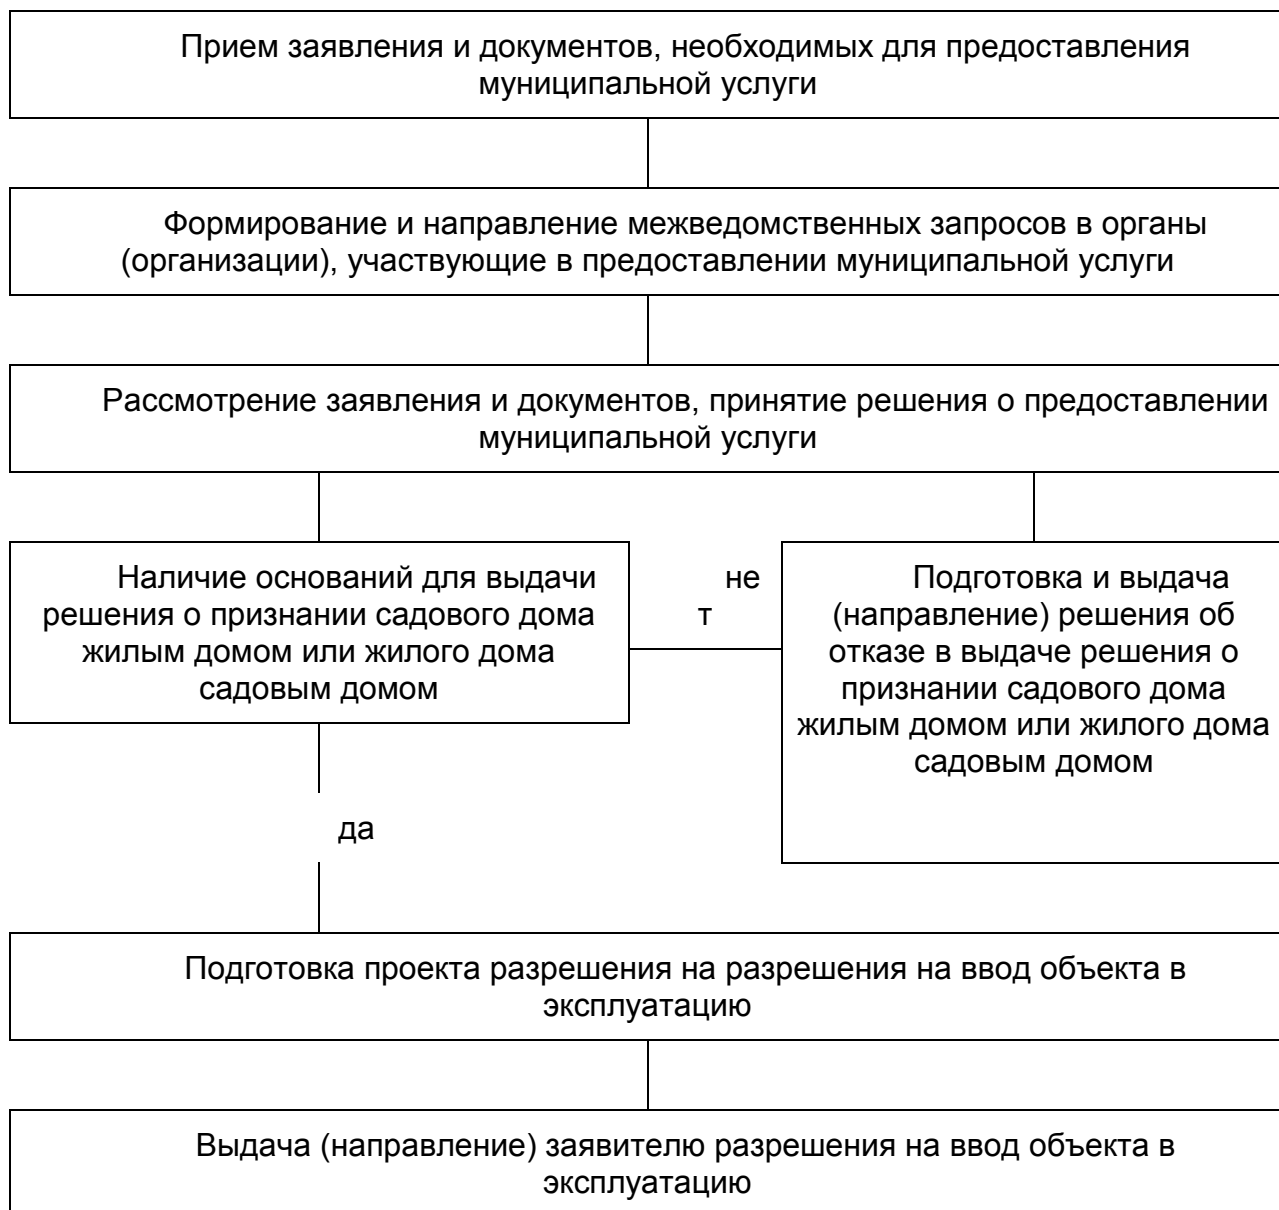 Прием заявления и документов, необходимых для предоставления
муниципальной услуги
Формирование и направление межведомственных запросов в органы
(организации), участвующие в предоставлении муниципальной услуги
Рассмотрение заявления и документов, принятие решения о предоставлении
муниципальной услуги
Наличие оснований для выдачи
решения о признании садового дома
жилым домом или жилого дома
садовым домом
не
т
Подготовка и выдача
(направление) решения об
отказе в выдаче решения о
признании садового дома
жилым домом или жилого дома
садовым домом
да
Подготовка проекта разрешения на разрешения на ввод объекта в
эксплуатацию
Выдача (направление) заявителю разрешения на ввод объекта в
эксплуатацию